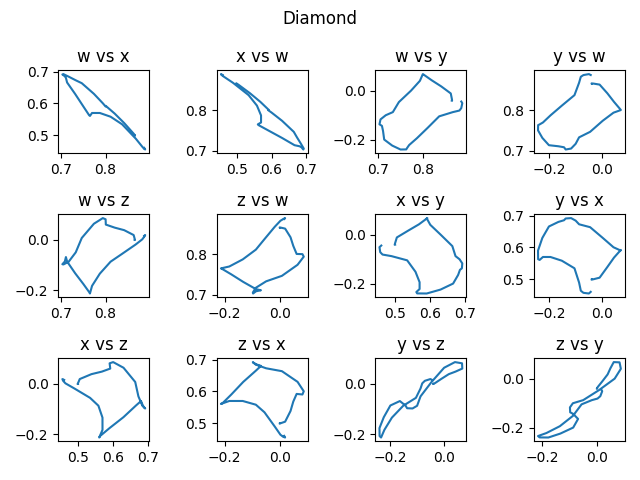 Diamond
w vs x
x vs w
w vs y
y vs w
0.7
0.6
0.5
0.7 0.8
0.8
0.7
0.5 0.6 0.7
0.0
−0.2
0.7 0.8
0.8
0.7
−0.2 0.0
w vs z
z vs w
x vs y
y vs x
0.0
−0.2
0.7 0.8
0.8
0.7
−0.2 0.0
0.0
−0.2
0.5 0.6 0.7
0.7
0.6
0.5
−0.2 0.0
x vs z
z vs x
y vs z
z vs y
0.0
−0.2
0.5 0.6 0.7
0.7
0.6
0.5
−0.2 0.0
0.0
−0.2
−0.2 0.0
0.0
−0.2
−0.2 0.0